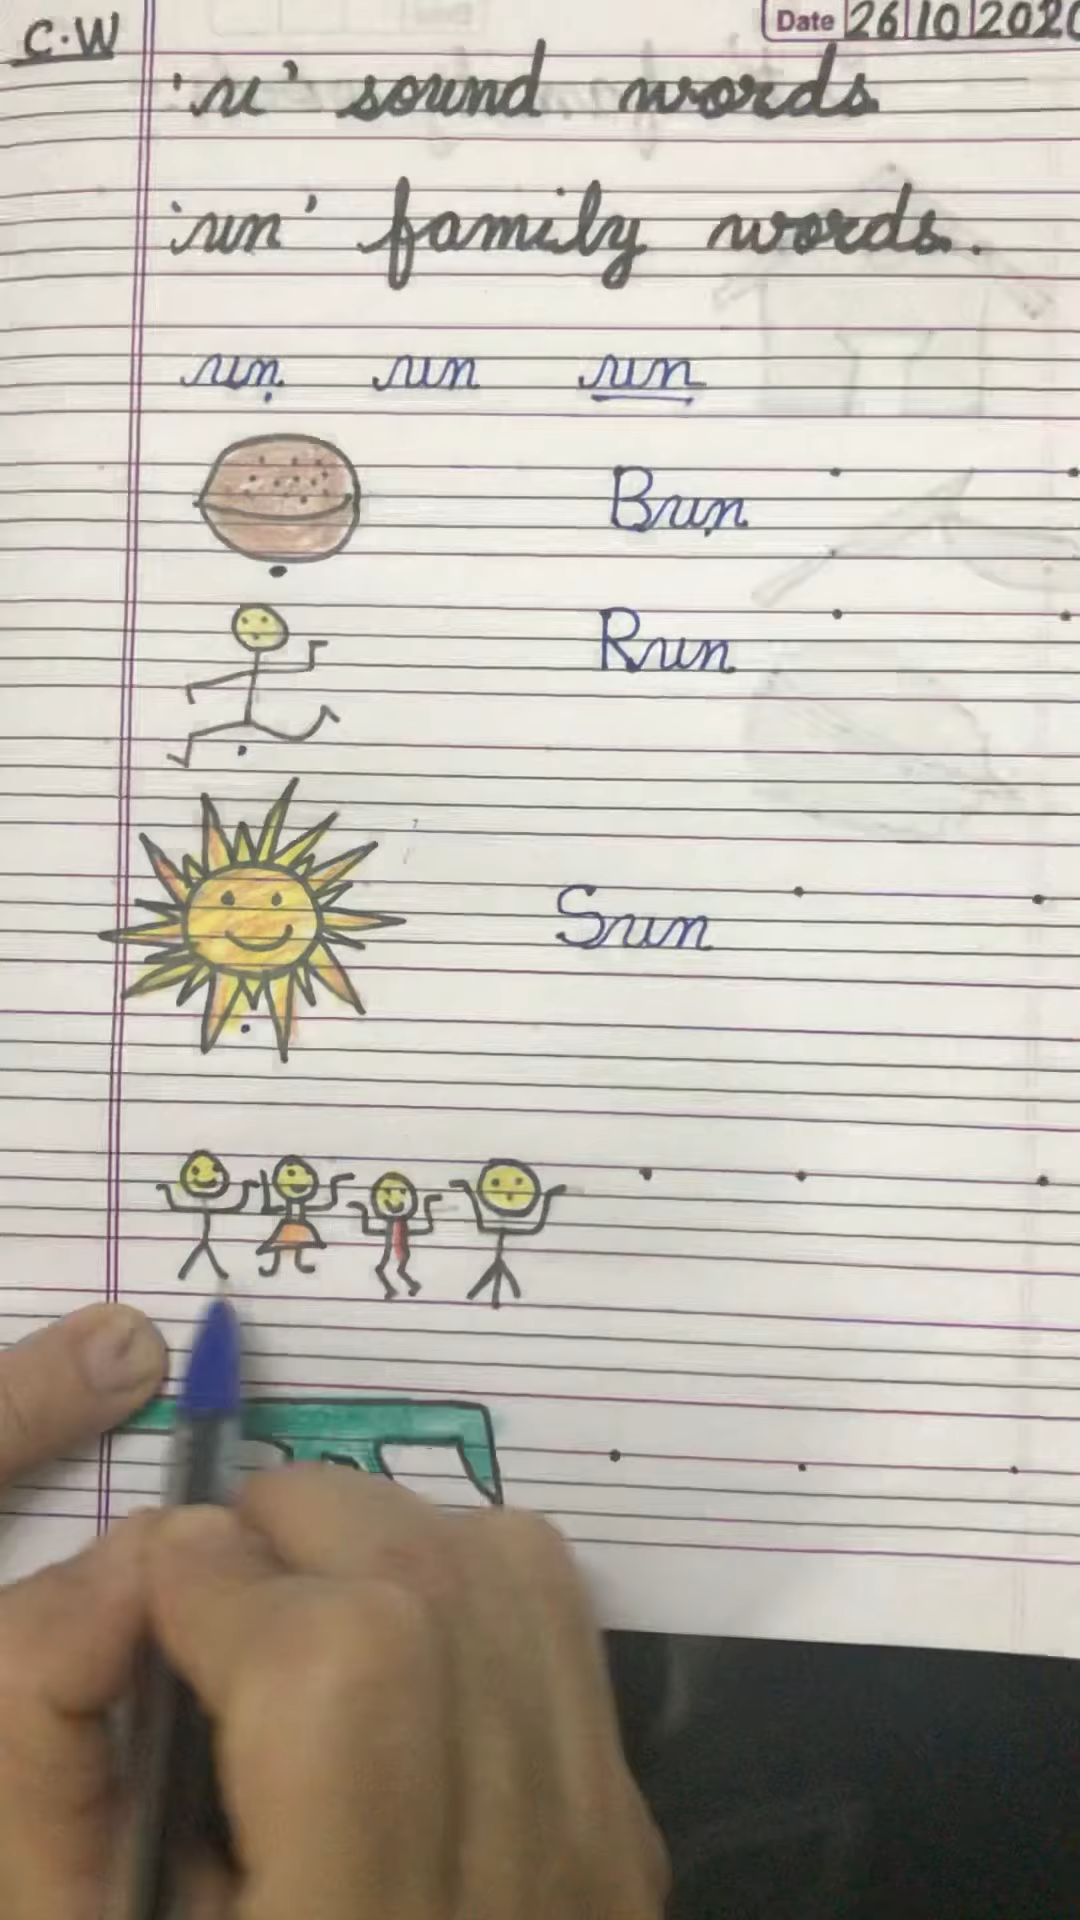 C.W
Date 26 10 2020
'u' sound words
'un' family words.
un un un
Bun
Run
Sun